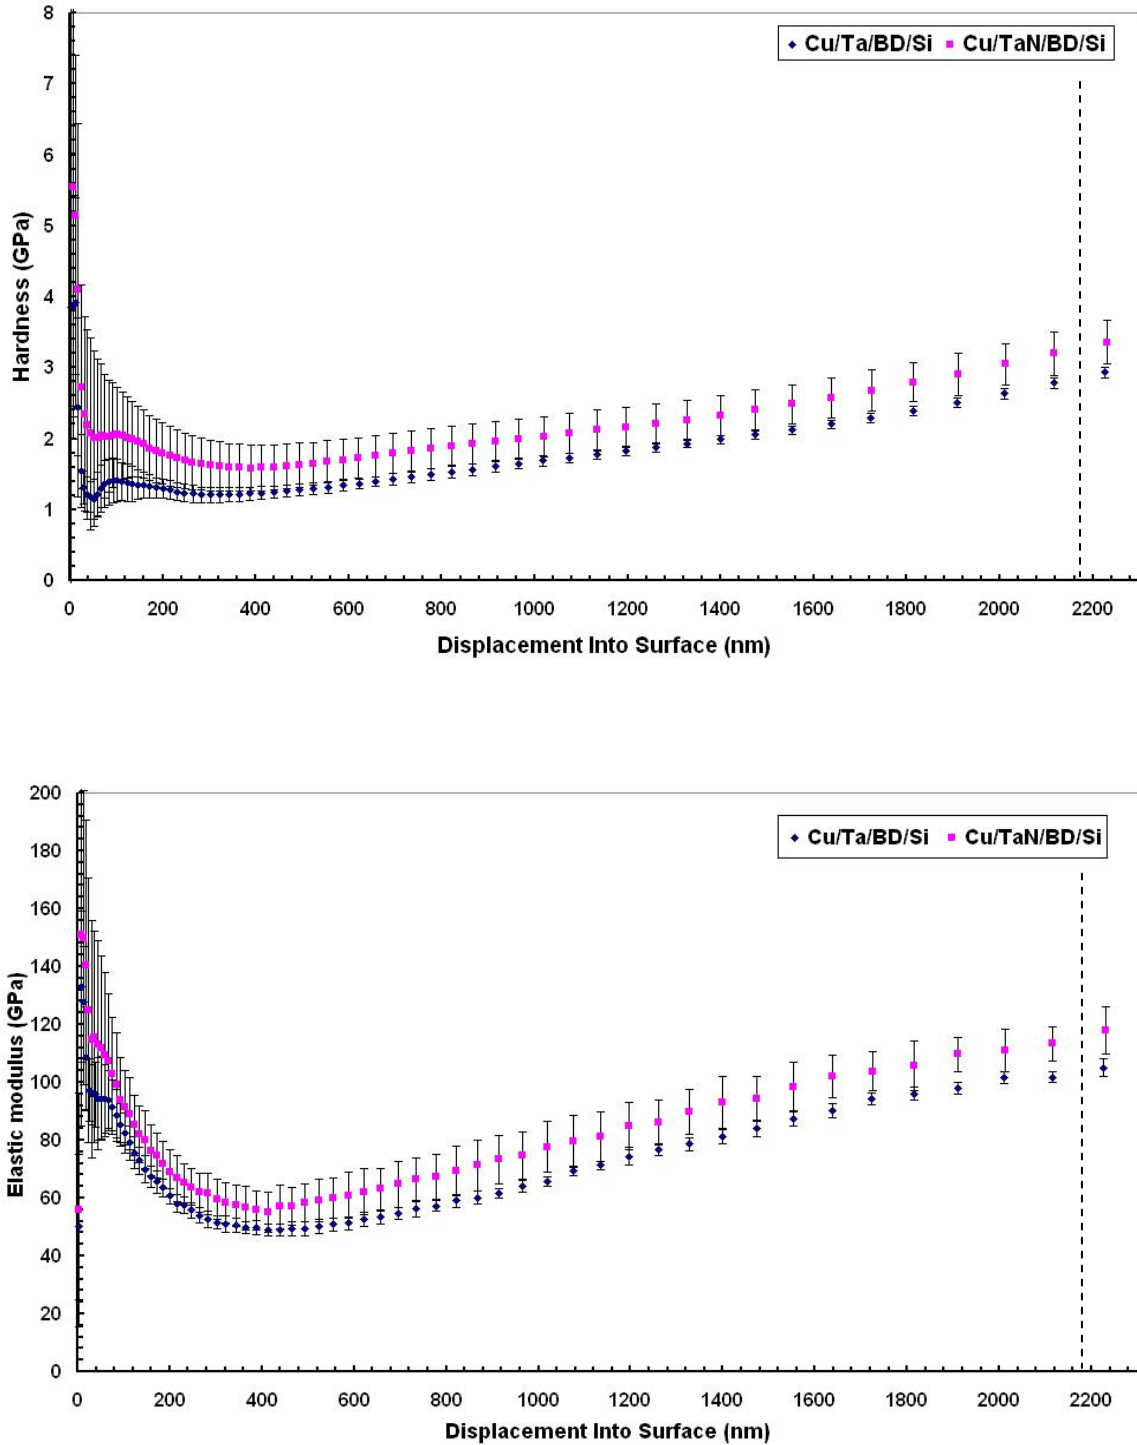 8
Cu/Ta/BD/Si Cu/TaN/BD/Si
7
6
5
Hardness (GPa)
4
3
2
1
0
0 200 400 600 800 1000 1200 1400 1600 1800 2000 2200
Displacement Into Surface (nm)
200
Cu/Ta/BD/Si Cu/TaN/BD/Si
180
160
140
120
Elastic modulus (GPa)
100
80
60
40
20
0
0 200 400 600 800 1000 1200 1400 1600 1800 2000 2200
Displacement Into Surface (nm)